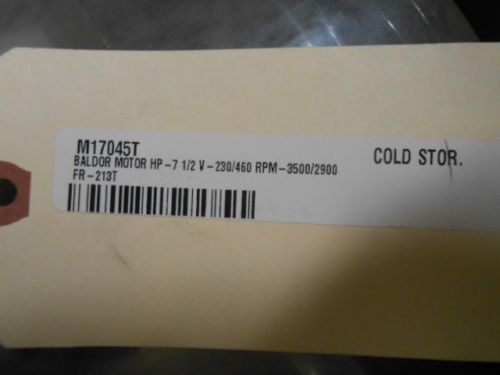 M17045T
BALDOR MOTOR HP-7 1/2 V-230/460 RPM-3500/2900
FR-213T
COLD STOR.